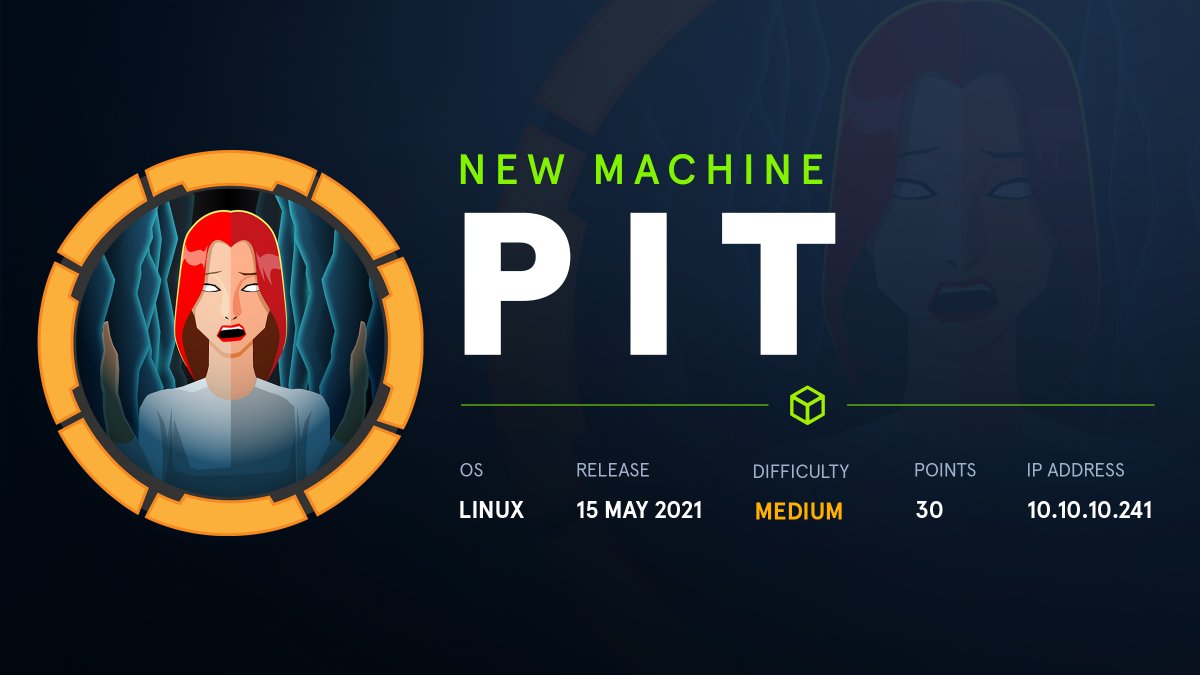 NEW MACHINE
PIT
OS RELEASE DIFFICULTY POINTS IP ADDRESS
LINUX 15 MAY 2021 MEDIUM 30 10.10.10.241